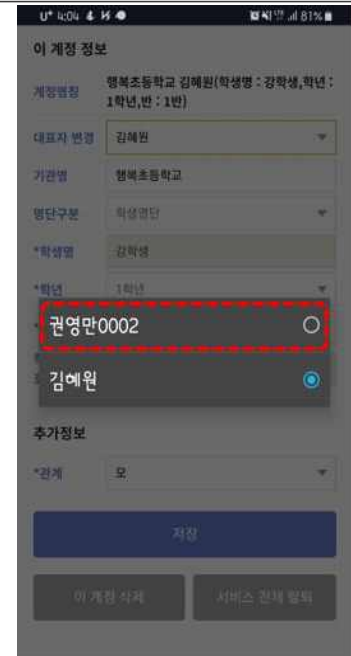 U+ 4:04 81%
이 계정 정보
계정명칭 행복초등학교 김혜원(학생명 : 강학생,학년 :
1학년,반 : 1반)
대표자 변경 김혜원
기관명 행복초등학교
명단구분 학생명단
*학생명 강학생
*학년 1학년
권영만0002
김혜원
추가정보
*관계 모
저장
이 계정 삭제 서비스 전체 탈퇴